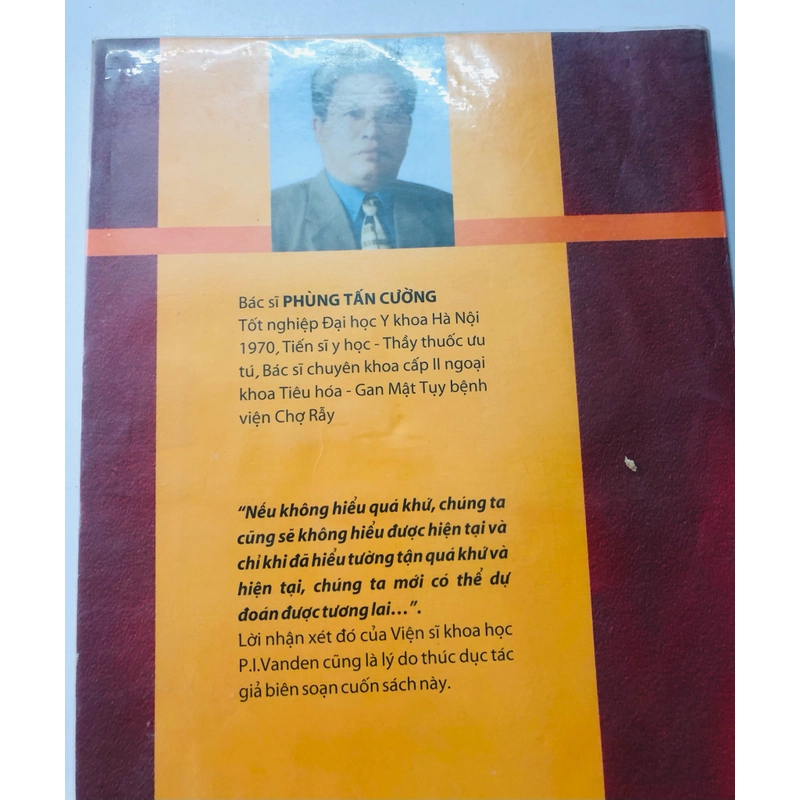 Bác sĩ PHÙNG TẤN CƯỜNG
Tốt nghiệp Đại học Y khoa Hà Nội
1970, Tiến sĩ y học - Thầy thuốc ưu
tú, Bác sĩ chuyên khoa cấp II ngoại
khoa Tiêu hóa - Gan Mật Tụy bệnh
viện Chợ Rẫy
“Nếu không hiểu quá khứ, chúng ta
cũng sẽ không hiểu được hiện tại và
chỉ khi đã hiểu tường tận quá khứ và
hiện tại, chúng ta mới có thể dự
đoán được tương lai...”.
Lời nhận xét đó của Viện sĩ khoa học
P.I.Vanden cũng là lý do thúc dục tác
giả biên soạn cuốn sách này.